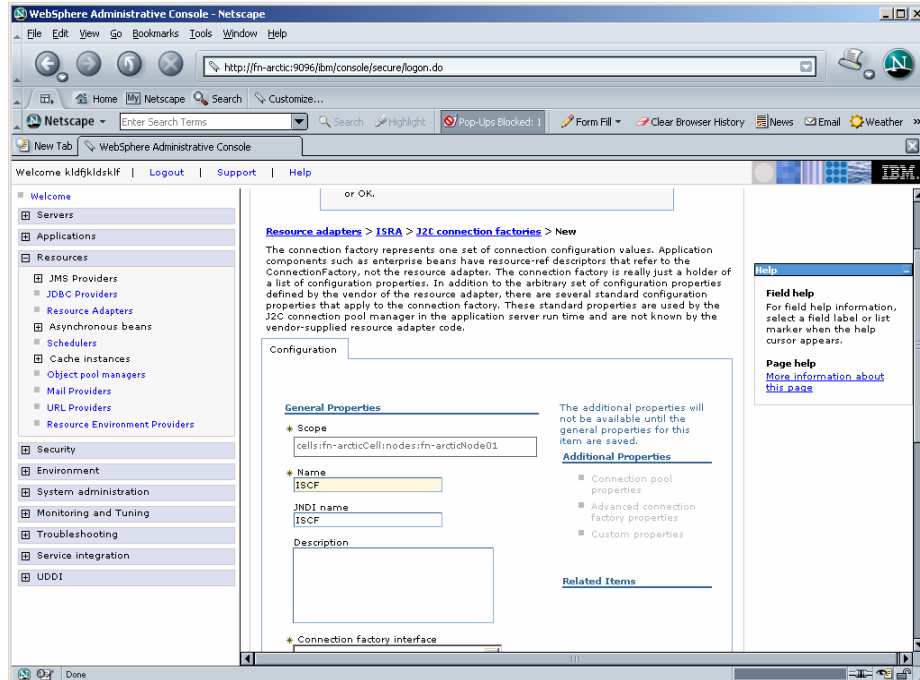 WebSphere Administrative Console - Netscape
File Edit View Go Bookmarks Tools Window Help
http://fn-arctic:9096/ibm/console/secure/logon.do
Home My Netscape Search Customize...
Netscape Enter Search Terms Search Highlight Pop-Ups Blocked: 1 Form Fill Clear Browser History News Email Weather »
New Tab WebSphere Administrative Console
Welcome kldfjkldsklf | Logout | Support | Help IBM.
Welcome
Servers
Applications
Resources
JMS Providers
JDBC Providers
Resource Adapters
Asynchronous beans
Schedulers
Cache instances
Object pool managers
Mail Providers
URL Providers
Resource Environment Providers
Security
Environment
System administration
Monitoring and Tuning
Troubleshooting
Service integration
UDDI
or OK.
Resource adapters > ISRA > J2C connection factories > New
The connection factory represents one set of connection configuration values. Application
components such as enterprise beans have resource-ref descriptors that refer to the
ConnectionFactory, not the resource adapter. The connection factory is really just a holder of
a list of configuration properties. In addition to the arbitrary set of configuration properties
defined by the vendor of the resource adapter, there are several standard configuration
properties that apply to the connection factory. These standard properties are used by the
J2C connection pool manager in the application server run time and are not known by the
vendor-supplied resource adapter code.
Configuration
General Properties
* Scope
cells:fn-arcticCell:nodes:fn-arcticNode01
* Name
ISCF
JNDI name
ISCF
Description
* Connection factory interface
The additional properties will
not be available until the
general properties for this
item are saved.
Additional Properties
Connection pool
properties
Advanced connection
factory properties
Custom properties
Related Items
Help
Field help
For field help information,
select a field label or list
marker when the help
cursor appears.
Page help
More information about
this page
Done